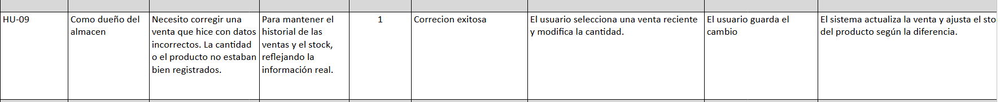 HU-09
Como dueño del
almacen
Necesito corregir una
venta que hice con datos
incorrectos. La cantidad
o el producto no estaban
bien registrados.
Para mantener el
historial de las
ventas y el stock,
reflejando la
información real.
1
Correcion exitosa
El usuario selecciona una venta reciente
y modifica la cantidad.
El usuario guarda el
cambio
El sistema actualiza la venta y ajusta el sto
del producto según la diferencia.